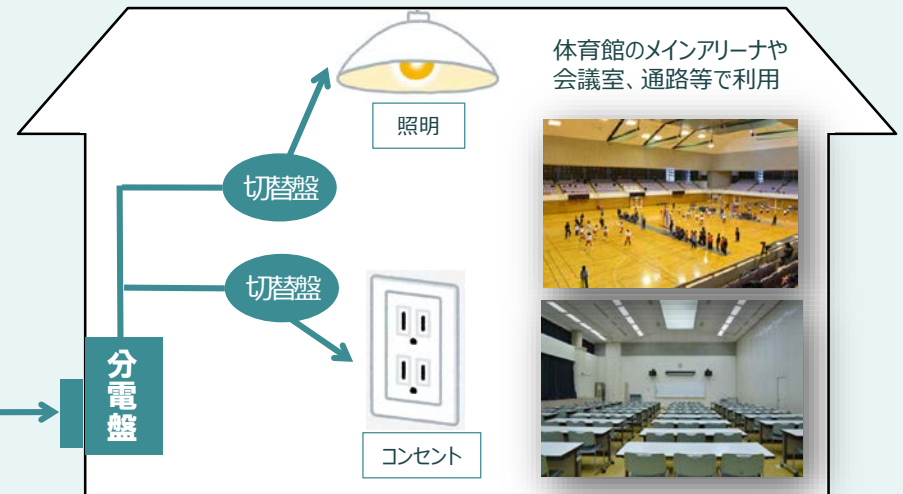 体育館のメインアリーナや
会議室、通路等で利用
照明
切替盤
切替盤
分電盤
コンセント